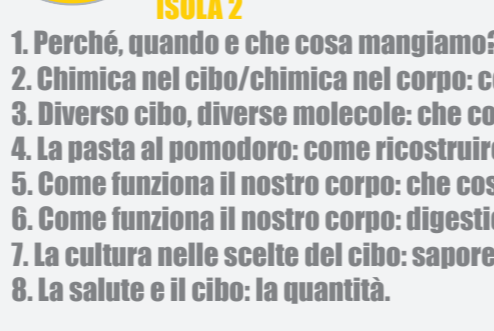 ISOLA 2
1. Perché, quando e che cosa mangiamo?
2. Chimica nel cibo/chimica nel corpo:
3. Diverso cibo, diverse molecole: che
4. La pasta al pomodoro: come ricostruire
5. Come funziona il nostro corpo: che
6. Come funziona il nostro corpo:
7. La cultura nelle scelte del cibo: sapore
8. La salute e il cibo: la quantità.